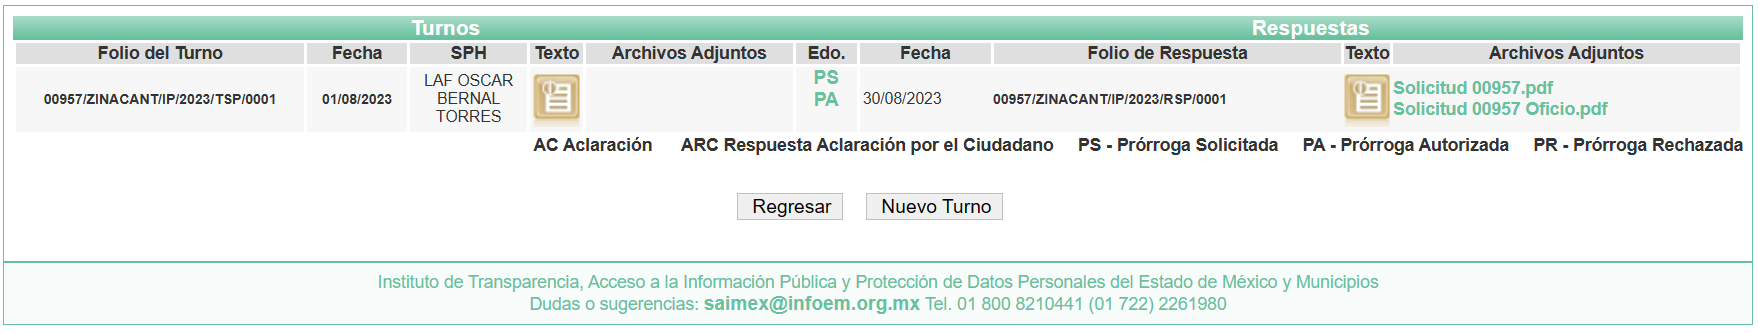 Turnos Respuestas
Folio del Turno Fecha SPH Texto Archivos Adjuntos Edo. Fecha Folio de Respuesta Texto Archivos Adjuntos
00957/ZINACANT/IP/2023/TSP/0001 01/08/2023 LAF OSCAR BERNAL TORRES PS PA 30/08/2023 00957/ZINACANT/IP/2023/RSP/0001 Solicitud 00957.pdf
Solicitud 00957 Oficio.pdf
AC Aclaración ARC Respuesta Aclaración por el Ciudadano PS - Prórroga Solicitada PA - Prórroga Autorizada PR - Prórroga Rechazada
Regresar Nuevo Turno
Instituto de Transparencia, Acceso a la Información Pública y Protección de Datos Personales del Estado de México y Municipios
Dudas o sugerencias: saimex@infoem.org.mx Tel. 01 800 8210441 (01 722) 2261980